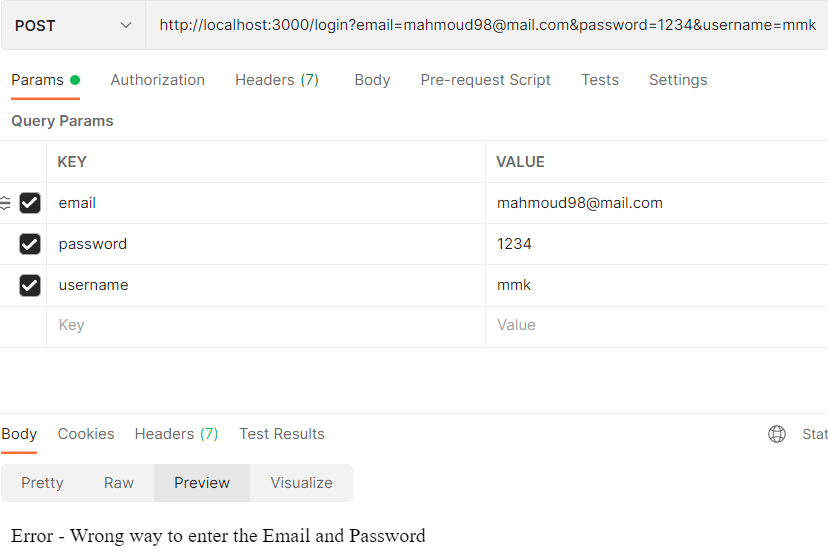 POST http://localhost:3000/login?email=mahmoud98@mail.com&password=1234&username=mmk
Params Authorization Headers (7) Body Pre-request Script Tests Settings
Query Params
KEY VALUE
email mahmoud98@mail.com
password 1234
username mmk
Key Value
Body Cookies Headers (7) Test Results Stat
Pretty Raw Preview Visualize
Error - Wrong way to enter the Email and Password